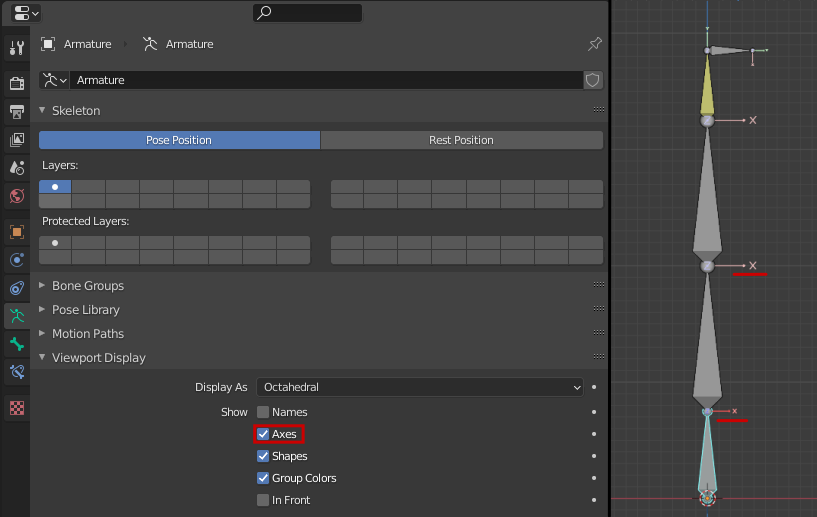 Armature Armature
Armature
Skeleton
Pose Position Rest Position
Layers:
Protected Layers:
Bone Groups
Pose Library
Motion Paths
Viewport Display
Display As Octahedral
Show Names
Axes
Shapes
Group Colors
In Front
X
X
X